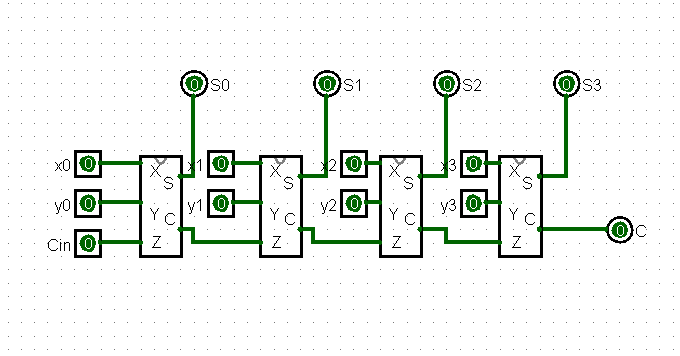 0 S0 0 S1 0 S2 0 S3
x0 0 X S x1 0 X S x2 0 X S x3 0 X S
y0 0 Y C y1 0 Y C y2 0 Y C y3 0 Y C
Cin 0 Z Z Z Z 0 C